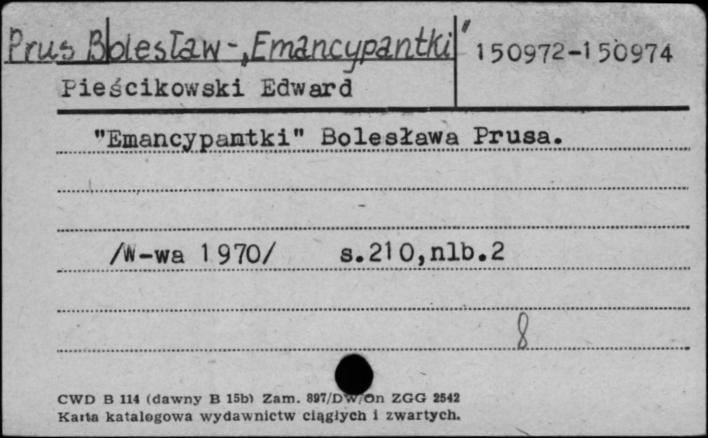 Prus Bolesław - „Emancypantki" 150972-150974
Pieścikowski Edward
"Emancypantki" Bolesława Prusa.
/W-wa 1970/ s.210,nlb.2
8
CWD B 114 (dawny B 15b) Zam. 897/DW/On ZGG 2542
Karta katalogowa wydawnictw ciągłych i zwartych.